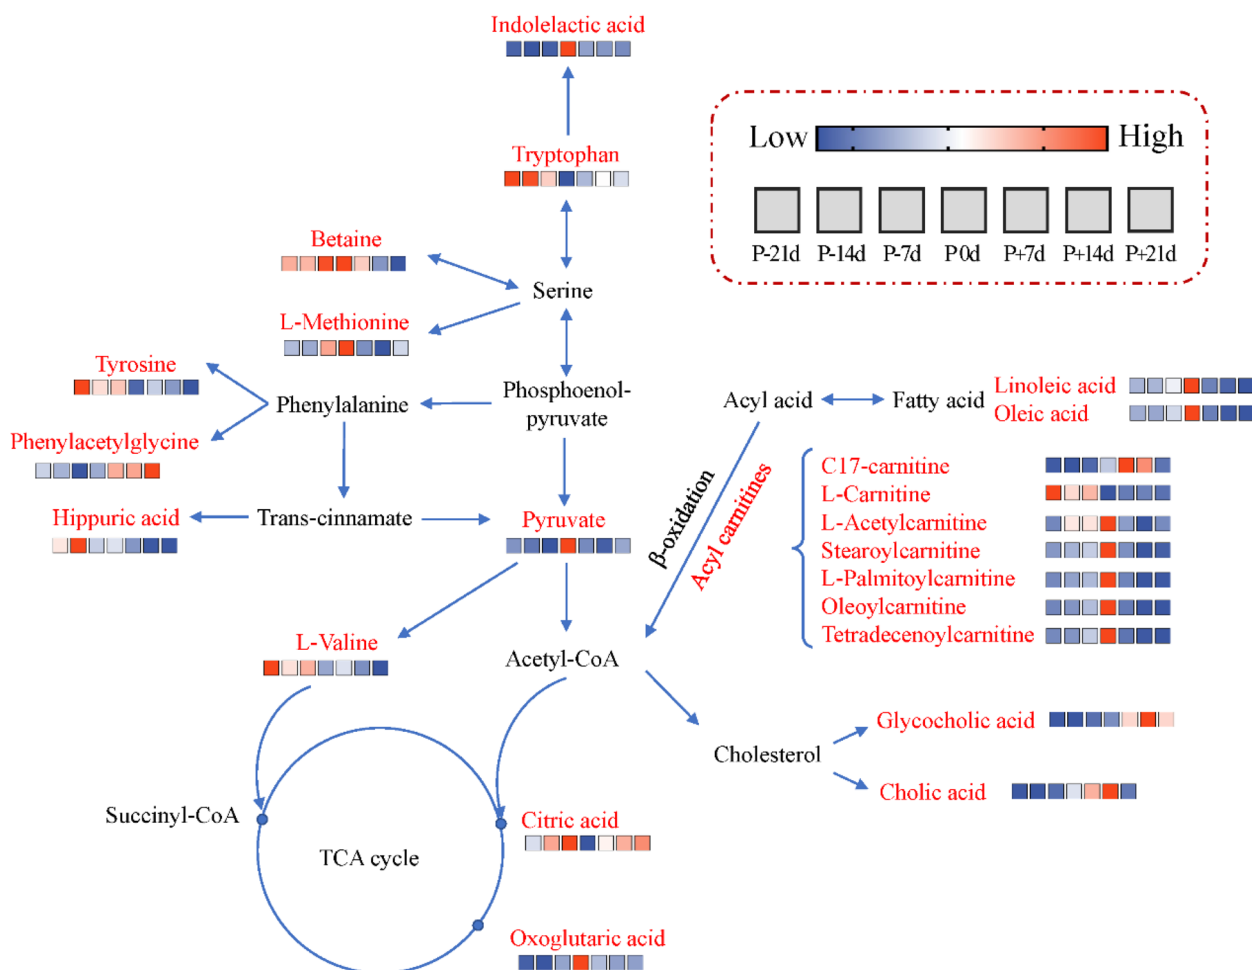 Indolelactic acid
Low
High
Tryptophan
P-21d P-14d P-7d P 0d P+7d P+14d P+21d
Betaine
Serine
L-Methionine
Tyrosine
Phenylalanine
Phosphoenol-
pyruvate
Acyl acid
Fatty acid
Linoleic acid
Oleic acid
Phenylacetylglycine
C17-carnitine
L-Carnitine
L-Acetylcarnitine
Stearoylcarnitine
L-Palmitoylcarnitine
Oleoylcarnitine
Tetradecenoylcarnitine
β-oxidation
Acyl carnitines
Hippuric acid
Trans-cinnamate
Pyruvate
L-Valine
Acetyl-CoA
Glycocholic acid
Cholesterol
Cholic acid
Succinyl-CoA
Citric acid
TCA cycle
Oxoglutaric acid